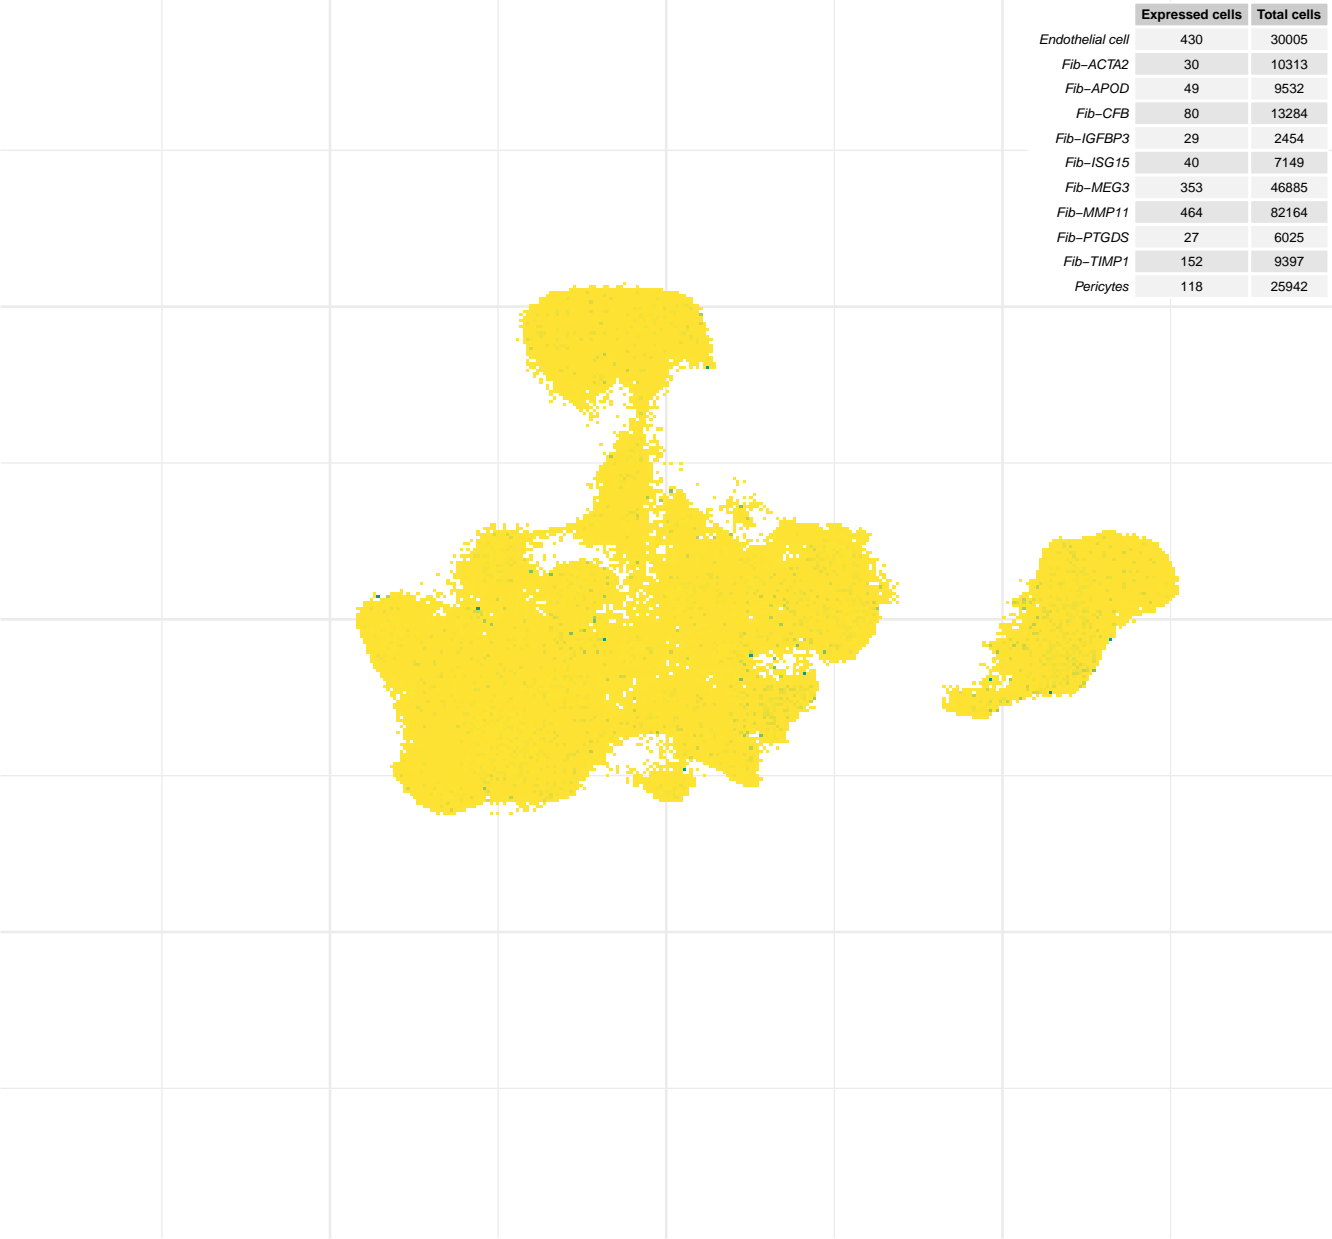 Expressed cells Total cells
Endothelial cell 430 30005
Fib−ACTA2 30 10313
Fib−APOD 49 9532
Fib−CFB 80 13284
Fib−IGFBP3 29 2454
Fib−ISG15 40 7149
Fib−MEG3 353 46885
Fib−MMP11 464 82164
Fib−PTGDS 27 6025
Fib−TIMP1 152 9397
Pericytes 118 25942